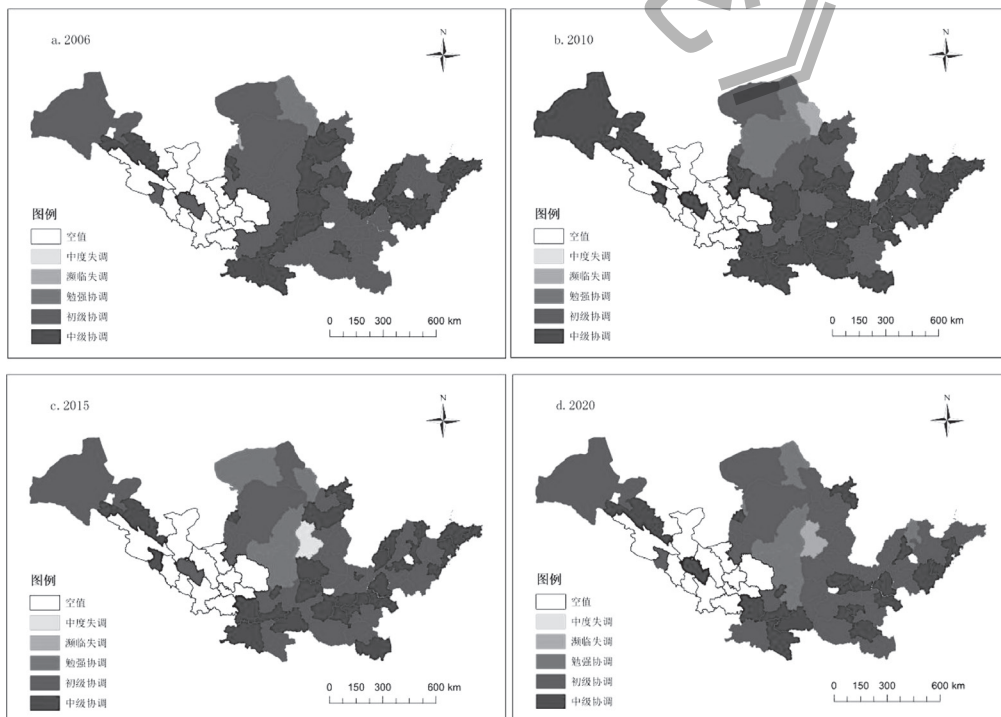 a. 2006
N
图例
空值
中度失调
濒临失调
勉强协调
初级协调
中级协调
0 150 300 600 km
b. 2010
N
图例
空值
中度失调
濒临失调
勉强协调
初级协调
中级协调
0 150 300 600 km
c. 2015
N
图例
空值
中度失调
濒临失调
勉强协调
初级协调
中级协调
0 150 300 600 km
d. 2020
N
图例
空值
中度失调
濒临失调
勉强协调
初级协调
中级协调
0 150 300 600 km